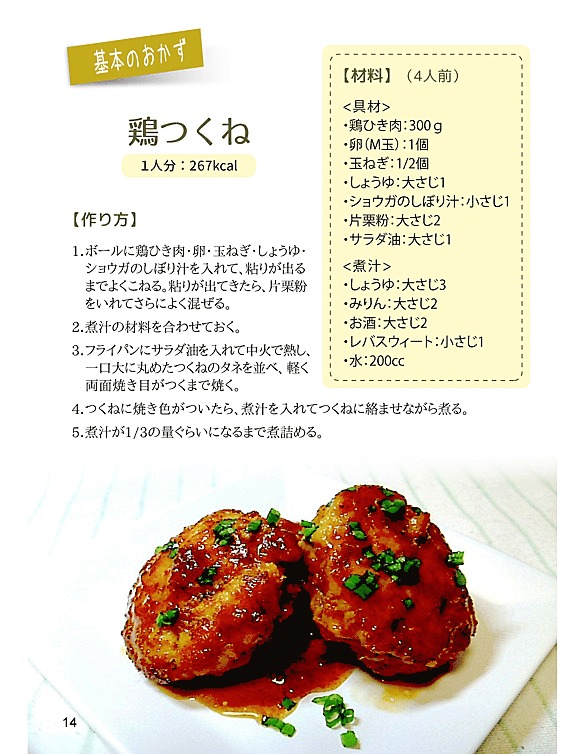 基本のおかず
鶏つくね
1人分：267kcal
【材料】（4人前）
<具材>
・鶏ひき肉：300g
・卵（M玉）：1個
・玉ねぎ：1/2個
・しょうゆ：大さじ1
・ショウガのしぼり汁：小さじ1
・片栗粉：大さじ2
・サラダ油：大さじ1
<煮汁>
・しょうゆ：大さじ3
・みりん：大さじ2
・お酒：大さじ2
・レバスウィート：小さじ1
・水：200cc
【作り方】
1.ボールに鶏ひき肉・卵・玉ねぎ・しょうゆ・
ショウガのしぼり汁を入れて、粘りが出る
までよくこねる。粘りが出てきたら、片栗粉
をいれてさらによく混ぜる。
2.煮汁の材料を合わせておく。
3.フライパンにサラダ油を入れて中火で熱し、
一口大に丸めたつくねのタネを並べ、軽く
両面焼き目がつくまで焼く。
4.つくねに焼き色がついたら、煮汁を入れてつくねに絡ませながら煮る。
5.煮汁が1/3の量ぐらいになるまで煮詰める。
14